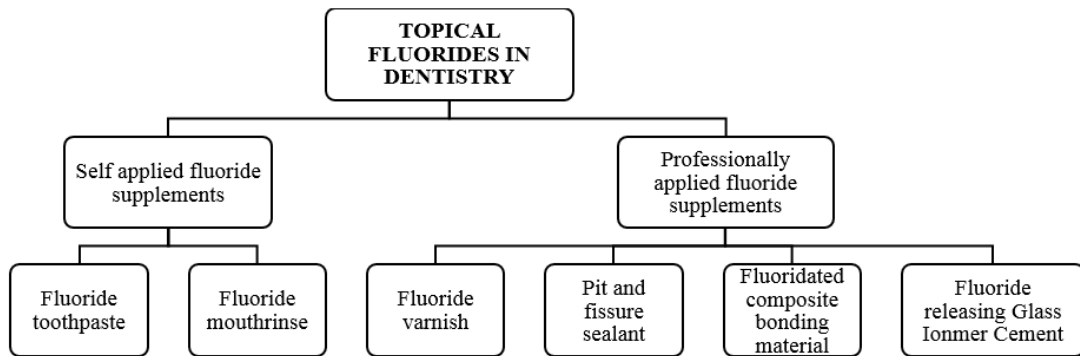 TOPICAL
FLUORIDES IN
DENTISTRY
Self applied fluoride
supplements
Professionally
applied fluoride
supplements
Fluoride
toothpaste
Fluoride
mouthrinse
Fluoride
varnish
Pit and
fissure
sealant
Fluoridated
composite
bonding
material
Fluoride
releasing Glass
Ionmer Cement